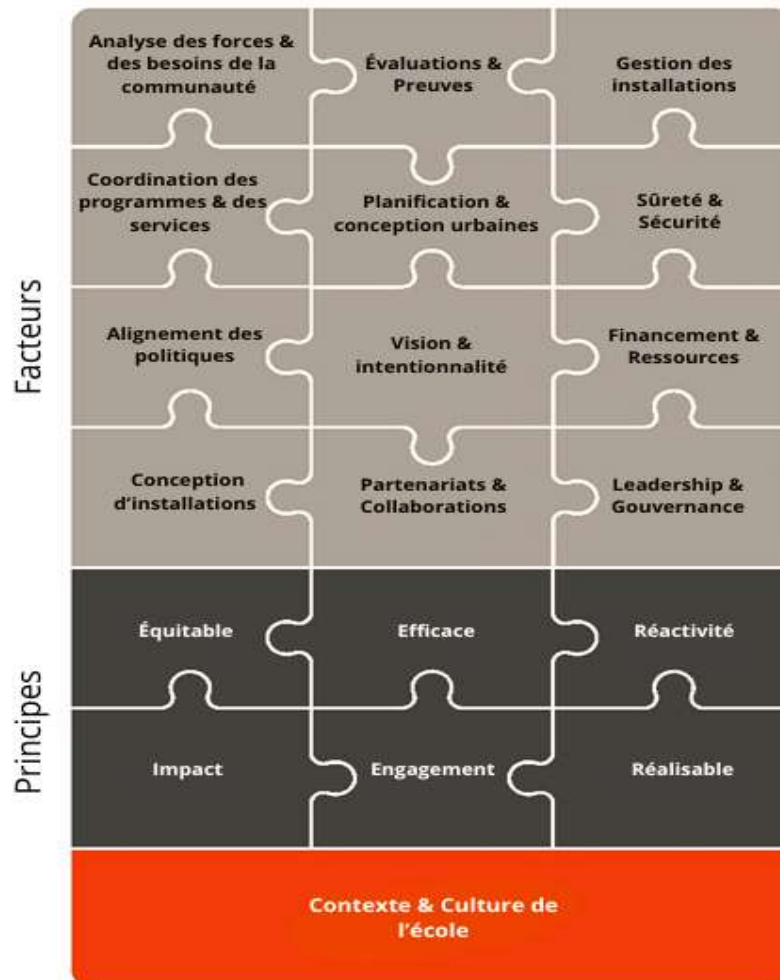 Analyse des forces &
des besoins de la
communauté
Évaluations &
Preuves
Gestion des
installations
Coordination des
programmes & des
services
Planification &
conception urbaines
Sûreté &
Sécurité
Facteurs
Alignement des
politiques
Vision &
intentionnalité
Financement &
Ressources
Conception
d’installations
Partenariats &
Collaborations
Leadership &
Gouvernance
Principes
Équitable
Efficace
Réactivité
Impact
Engagement
Réalisable
Contexte & Culture de
l’école